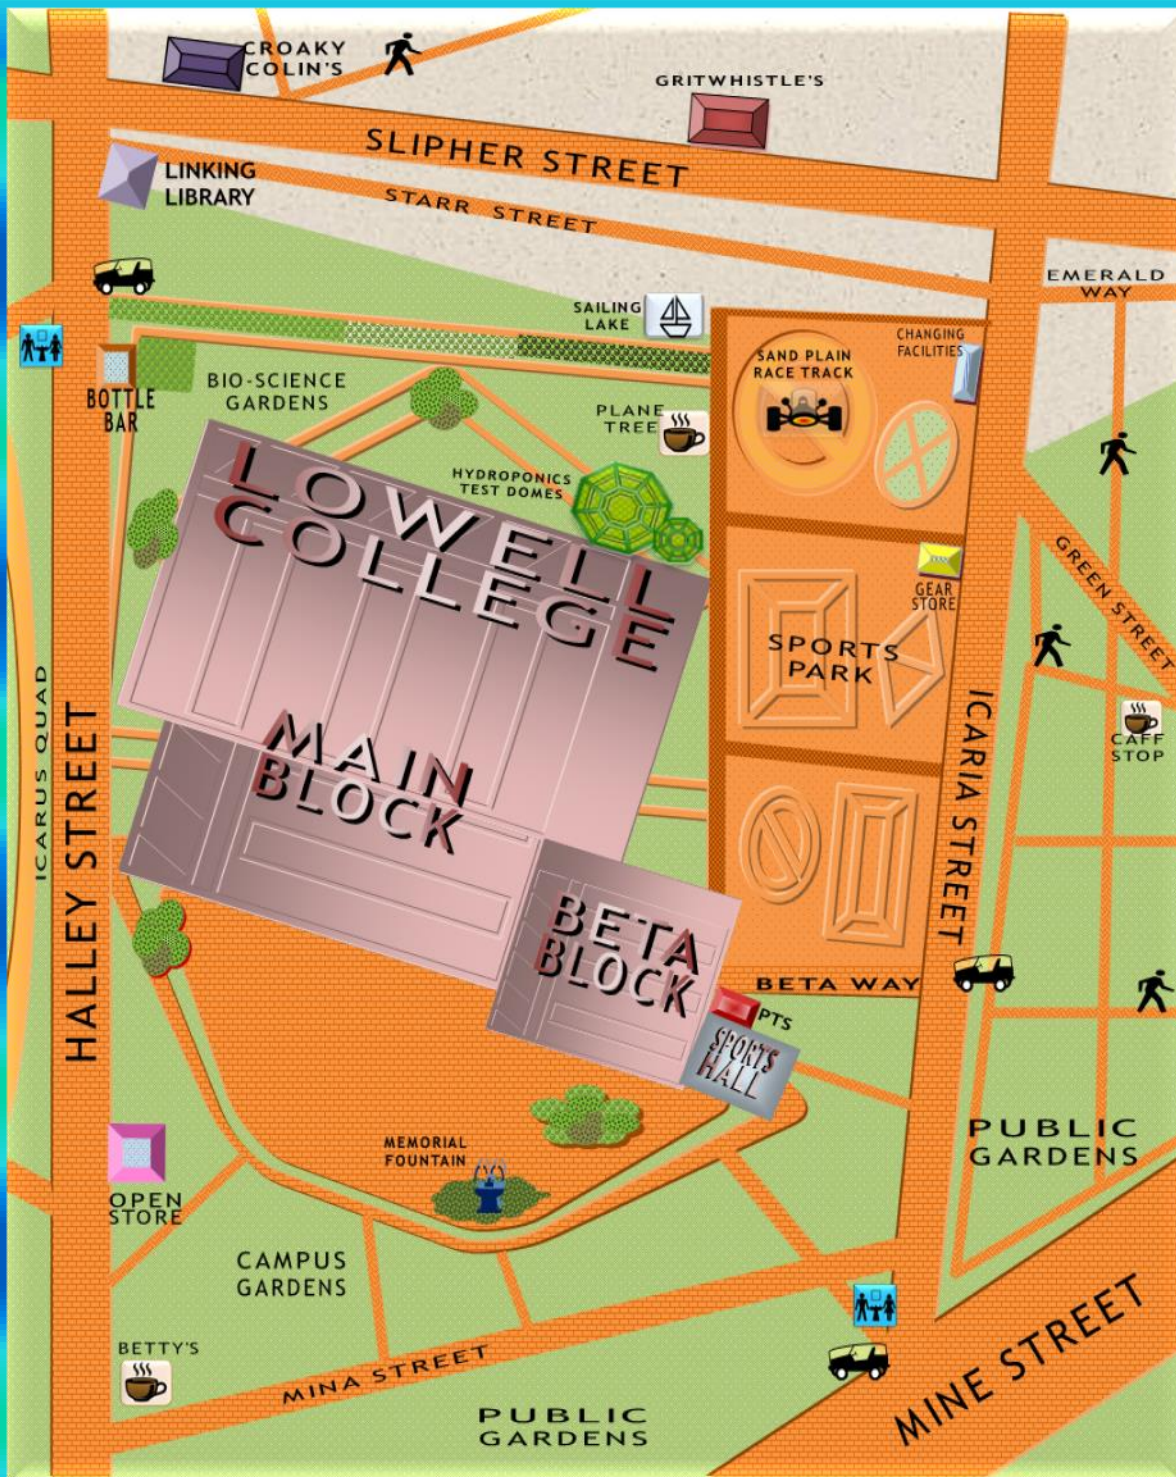 CROAKY
COLIN'S
GRITWHISTLE'S
SLIPHER STREET
LINKING
LIBRARY
STARR STREET
EMERALD
WAY
SAILING
LAKE
CHANGING
FACILITIES
SAND PLAIN
RACE TRACK
BOTTLE
BAR
BIO-SCIENCE
GARDENS
PLANE
TREE
HYDROPONICS
TEST DOMES
LOWELL
COLLEGE
GREEN STREET
GEAR
STORE
SPORTS
PARK
ICARUS QUAD
HALLEY STREET
MAIN
BLOCK
ICARIA STREET
CAFF
STOP
BETA
BLOCK
BETA WAY
PTS
SPORTS
HALL
MEMORIAL
FOUNTAIN
PUBLIC
GARDENS
OPEN
STORE
CAMPUS
GARDENS
BETTY'S
MINA STREET
MINE STREET
PUBLIC
GARDENS